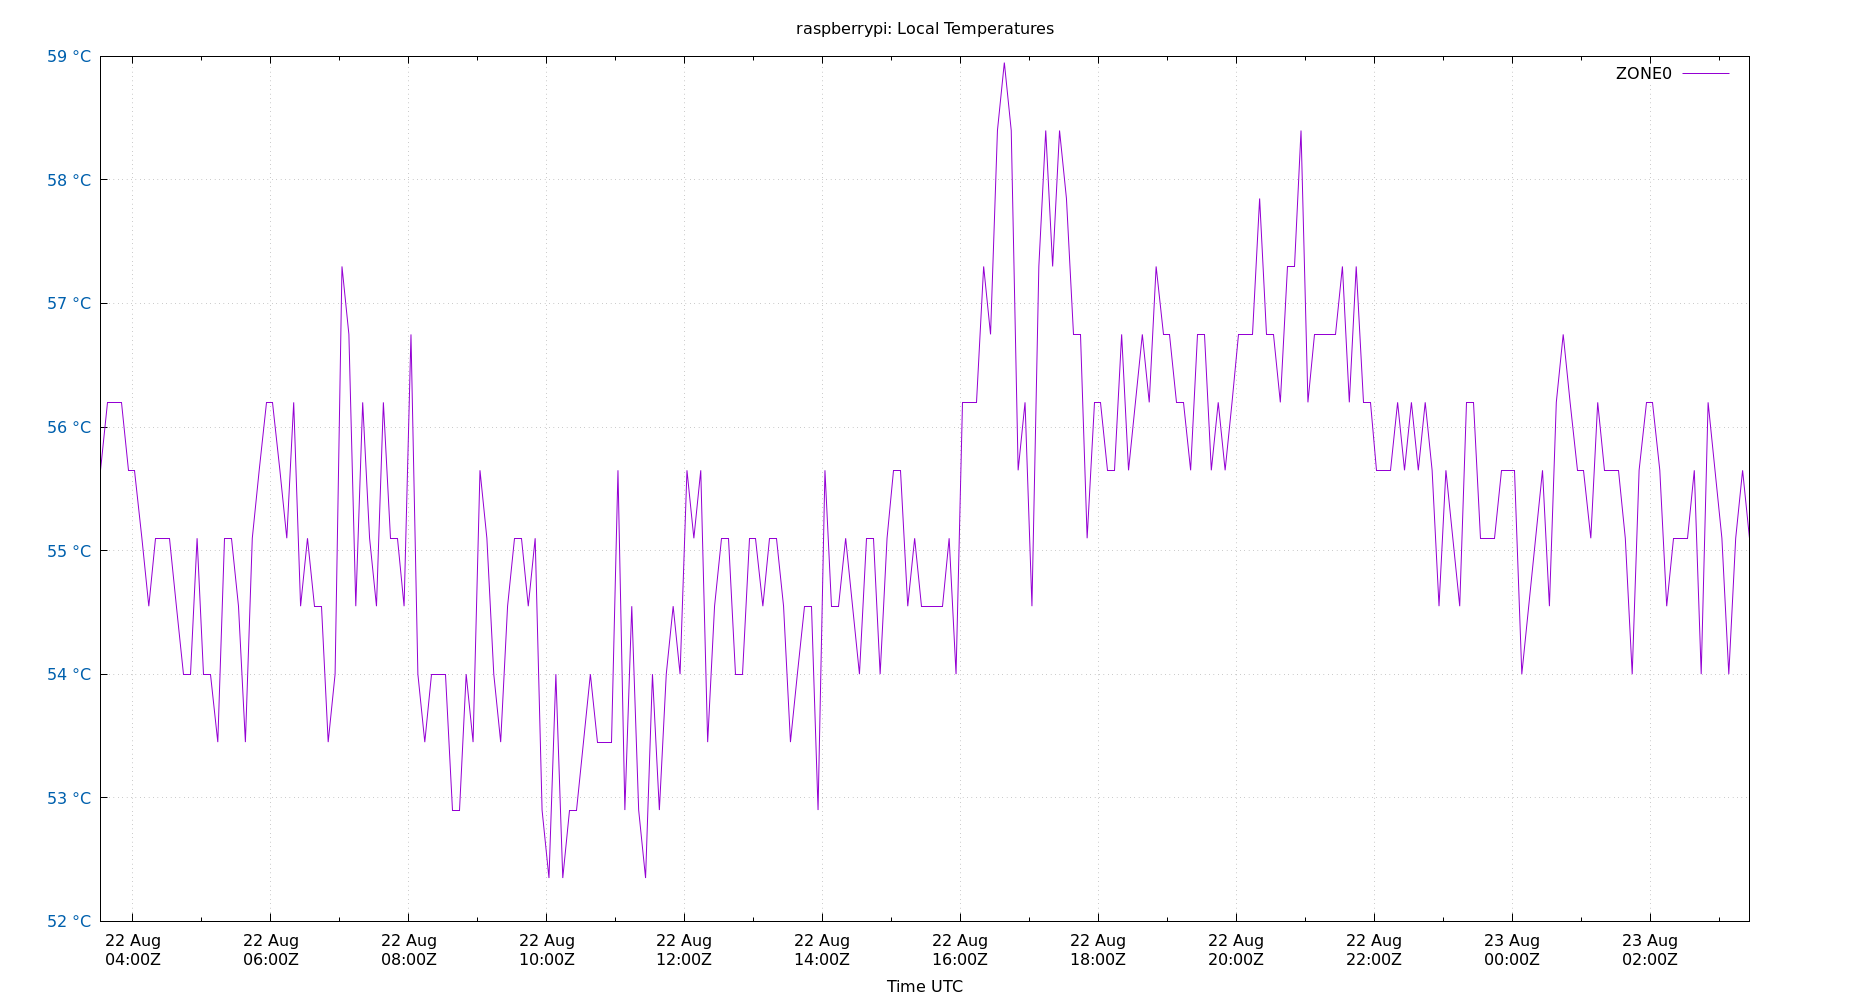 raspberrypi: Local Temperatures
59 °C
ZONE0
58 °C
57 °C
56 °C
55 °C
54 °C
53 °C
52 °C
22 Aug 22 Aug 22 Aug 22 Aug 22 Aug 22 Aug 22 Aug 22 Aug 22 Aug 22 Aug 23 Aug 23 Aug
04:00Z 06:00Z 08:00Z 10:00Z 12:00Z 14:00Z 16:00Z 18:00Z 20:00Z 22:00Z 00:00Z 02:00Z
Time UTC